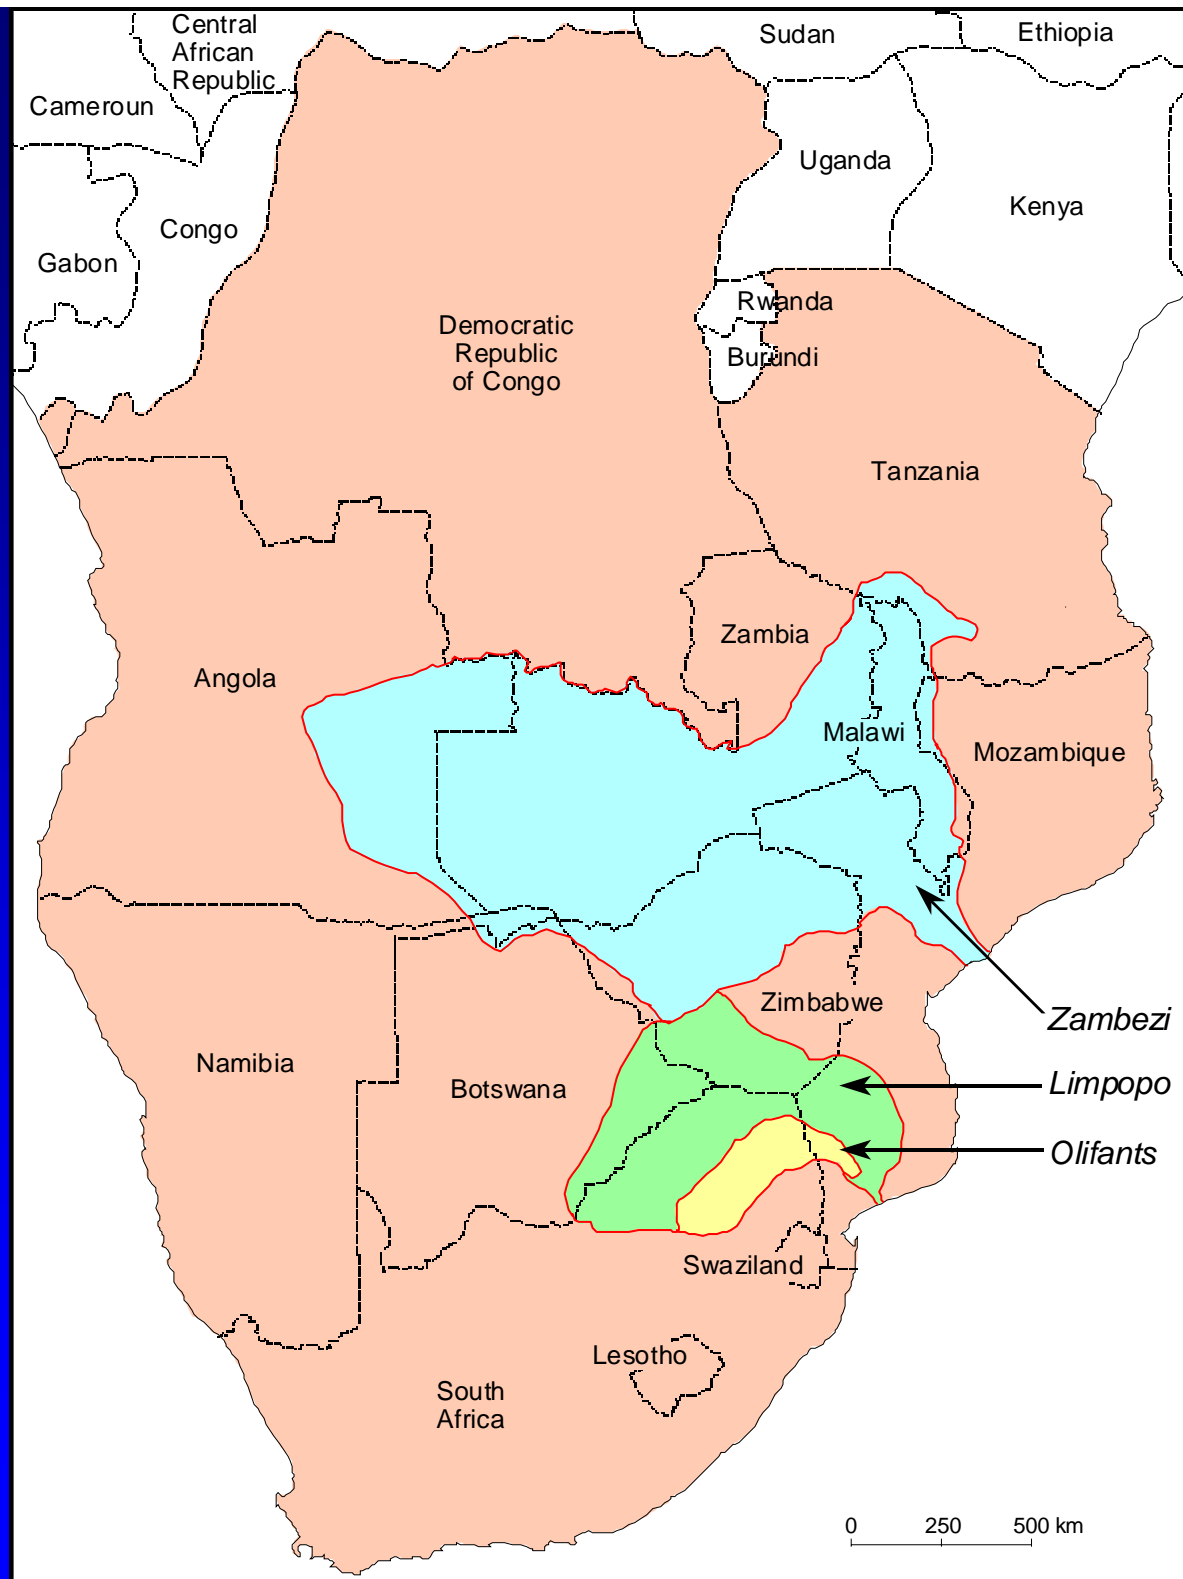 Central
African
Republic
Sudan
Ethiopia
Cameroun
Uganda
Kenya
Congo
Gabon
Rwanda
Democratic
Republic
of Congo
Burundi
Tanzania
Zambia
Angola
Malawi
Mozambique
Zimbabwe
Zambezi
Namibia
Botswana
Limpopo
Olifants
Swaziland
Lesotho
South
Africa
0 250 500 km